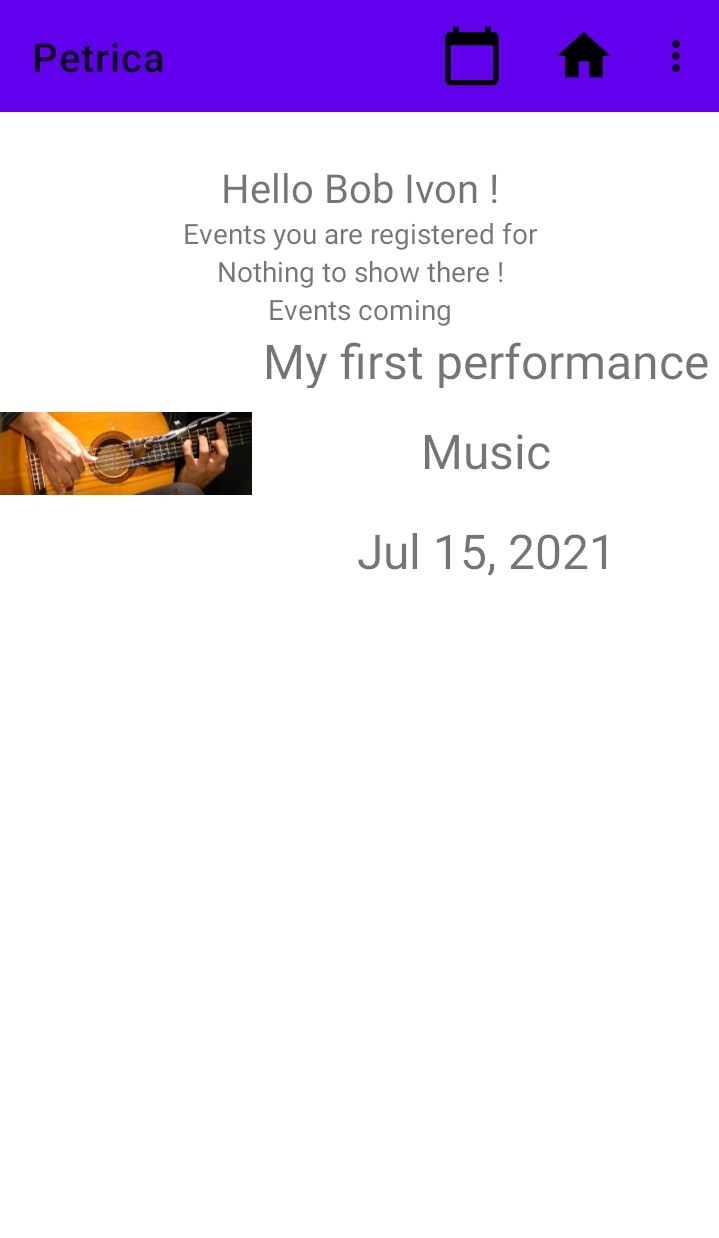 Petrica
Hello Bob Ivon !
Events you are registered for
Nothing to show there !
Events coming
My first performance
Music
Jul 15, 2021